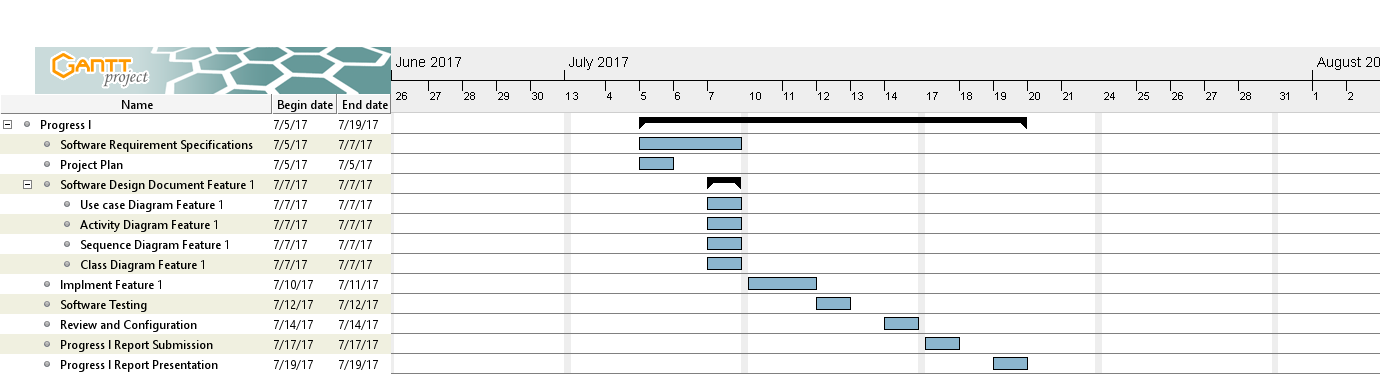 GANTT
project
June 2017 July 2017 August 20
Name Begin date End date 26 27 28 29 30 13 4 5 6 7 10 11 12 13 14 17 18 19 20 21 24 25 26 27 28 31 1 2
Progress I 7/5/17 7/19/17
Software Requirement Specifications 7/5/17 7/7/17
Project Plan 7/5/17 7/5/17
Software Design Document Feature 1 7/7/17 7/7/17
Use case Diagram Feature 1 7/7/17 7/7/17
Activity Diagram Feature 1 7/7/17 7/7/17
Sequence Diagram Feature 1 7/7/17 7/7/17
Class Diagram Feature 1 7/7/17 7/7/17
Implment Feature 1 7/10/17 7/11/17
Software Testing 7/12/17 7/12/17
Review and Configuration 7/14/17 7/14/17
Progress I Report Submission 7/17/17 7/17/17
Progress I Report Presentation 7/19/17 7/19/17